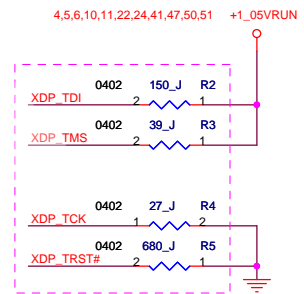 4,5,6,10,11,22,24,41,47,50,51 +1_05VRUN
0402 150_J R2
XDP_TDI 2 1
0402 39_J R3
XDP_TMS 2 1
0402 27_J R4
XDP_TCK 1 2
0402 680_J R5
XDP_TRST# 2 1